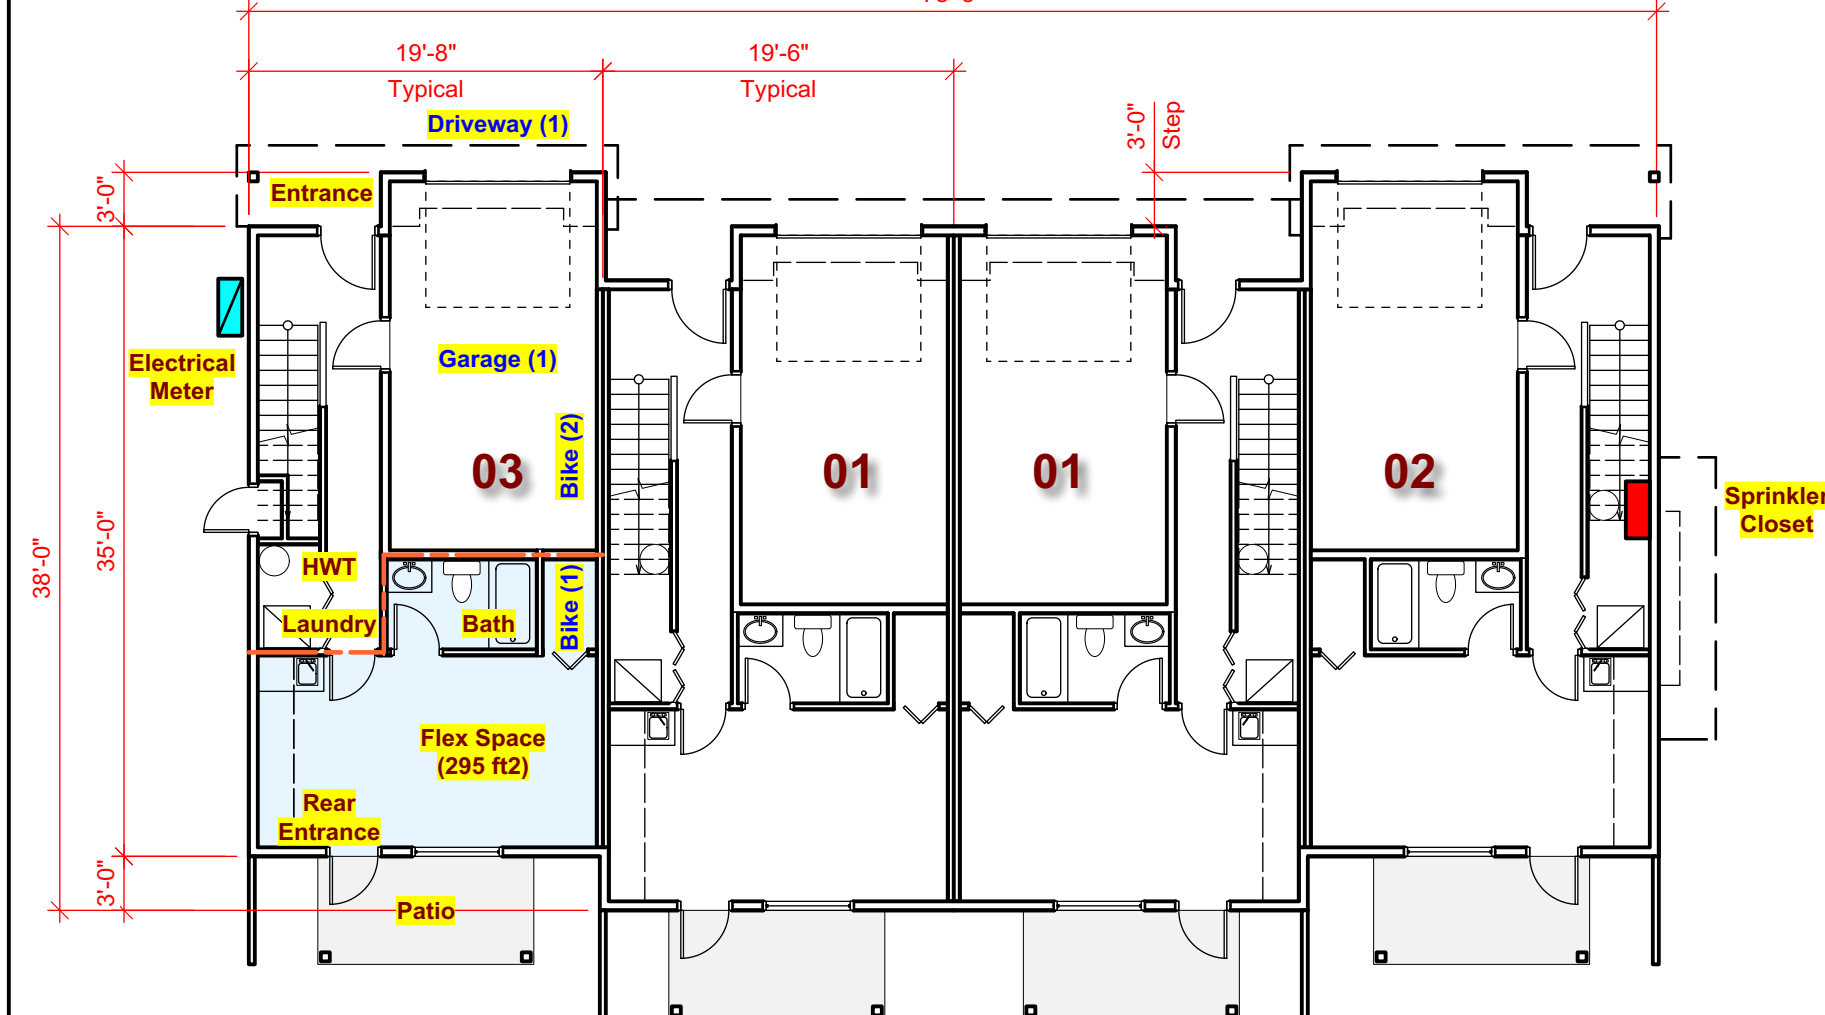 19'-8"
19'-6"
Typical
Typical
Driveway (1)
3'-0"
Step
3'-0"
Entrance
Electrical
Meter
Garage (1)
Bike (2)
03
01
01
02
Sprinkler
Closet
38'-0"
35'-0"
HWT
Laundry
Bath
Bike (1)
Flex Space
(295 ft2)
Rear
Entrance
3'-0"
Patio